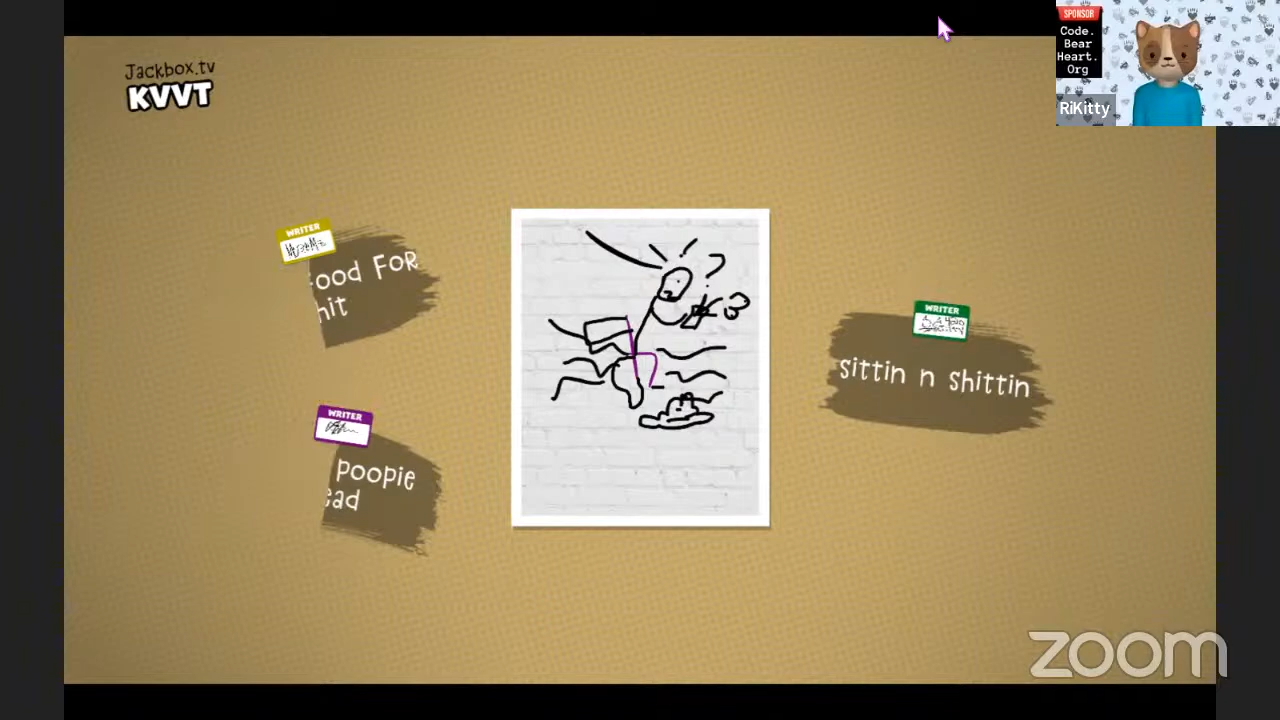 Jackbox.tv
KVVT
SPONSOR
Code.
Bear
Heart.
Org
RiKitty
WRITER
ood For
hit
WRITER
sittin n shittin
WRITER
poopie
ead
zoom